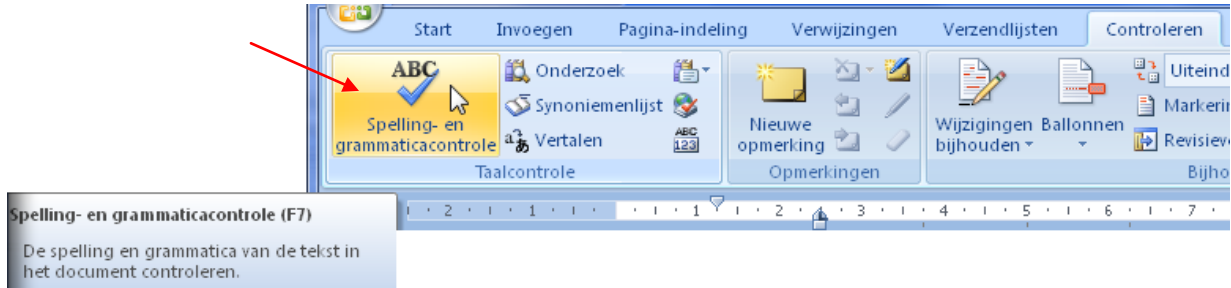 Start Invoegen Pagina-indeling Verwijzingen Verzendlijsten Controleren
ABC Onderzoek Uiteind
Synoniemenlijst Markerin
Spelling- en grammaticacontrole Vertalen ABC 123 Nieuwe opmerking Wijzigingen bijhouden Ballonnen Revisieve
Taalcontrole Opmerkingen Bijho
2 1 1 2 3 4 5 6 7
Spelling- en grammaticacontrole (F7)
De spelling en grammatica van de tekst in
het document controleren.